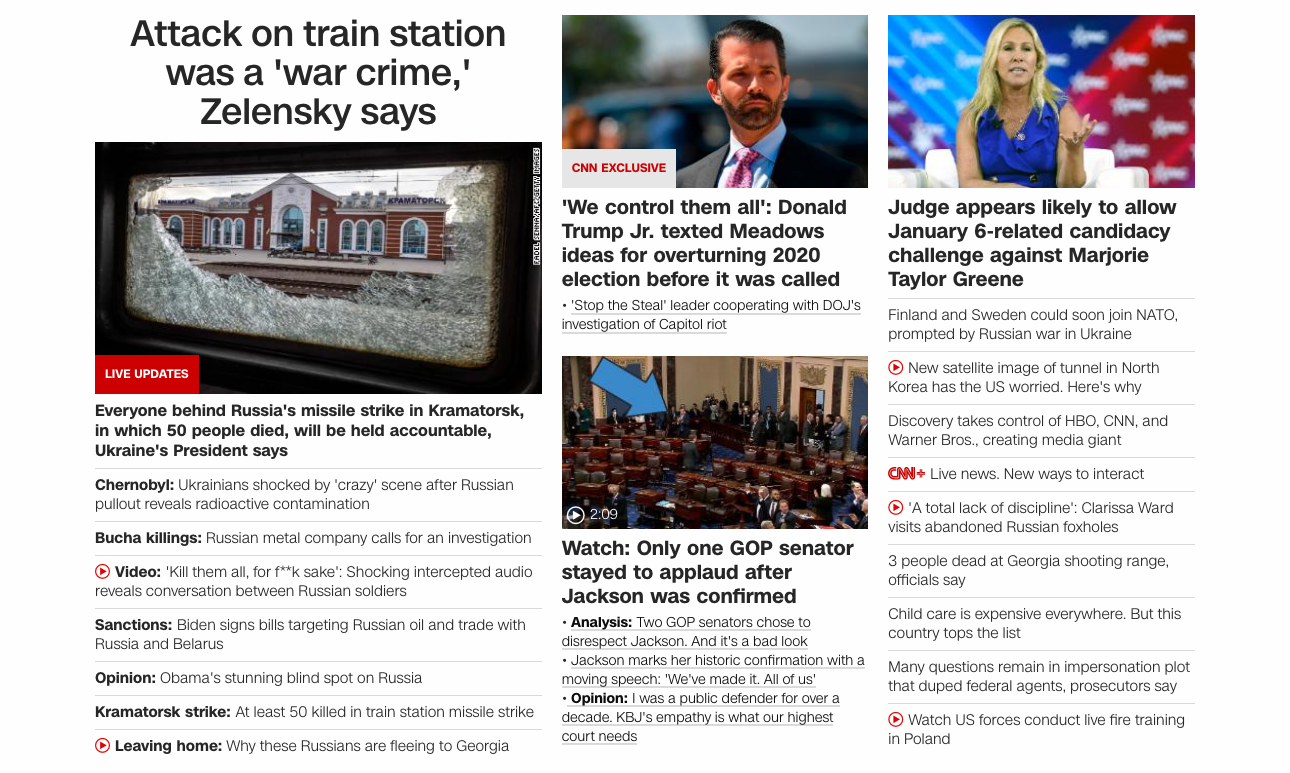 Attack on train station
was a 'war crime,'
Zelensky says
КРАМАТОРСК
FADEL SENNA/AFP/GETTY IMAGES
LIVE UPDATES
Everyone behind Russia's missile strike in Kramatorsk,
in which 50 people died, will be held accountable,
Ukraine's President says
Chernobyl: Ukrainians shocked by 'crazy' scene after Russian
pullout reveals radioactive contamination
Bucha killings: Russian metal company calls for an investigation
Video: 'Kill them all, for f**k sake': Shocking intercepted audio
reveals conversation between Russian soldiers
Sanctions: Biden signs bills targeting Russian oil and trade with
Russia and Belarus
Opinion: Obama's stunning blind spot on Russia
Kramatorsk strike: At least 50 killed in train station missile strike
Leaving home: Why these Russians are fleeing to Georgia
CNN EXCLUSIVE
'We control them all': Donald
Trump Jr. texted Meadows
ideas for overturning 2020
election before it was called
• 'Stop the Steal' leader cooperating with DOJ's
investigation of Capitol riot
2:09
Watch: Only one GOP senator
stayed to applaud after
Jackson was confirmed
• Analysis: Two GOP senators chose to
disrespect Jackson. And it's a bad look
• Jackson marks her historic confirmation with a
moving speech: 'We've made it. All of us'
• Opinion: I was a public defender for over a
decade. KBJ's empathy is what our highest
court needs
Judge appears likely to allow
January 6-related candidacy
challenge against Marjorie
Taylor Greene
Finland and Sweden could soon join NATO,
prompted by Russian war in Ukraine
New satellite image of tunnel in North
Korea has the US worried. Here's why
Discovery takes control of HBO, CNN, and
Warner Bros., creating media giant
CNN+ Live news. New ways to interact
'A total lack of discipline': Clarissa Ward
visits abandoned Russian foxholes
3 people dead at Georgia shooting range,
officials say
Child care is expensive everywhere. But this
country tops the list
Many questions remain in impersonation plot
that duped federal agents, prosecutors say
Watch US forces conduct live fire training
in Poland